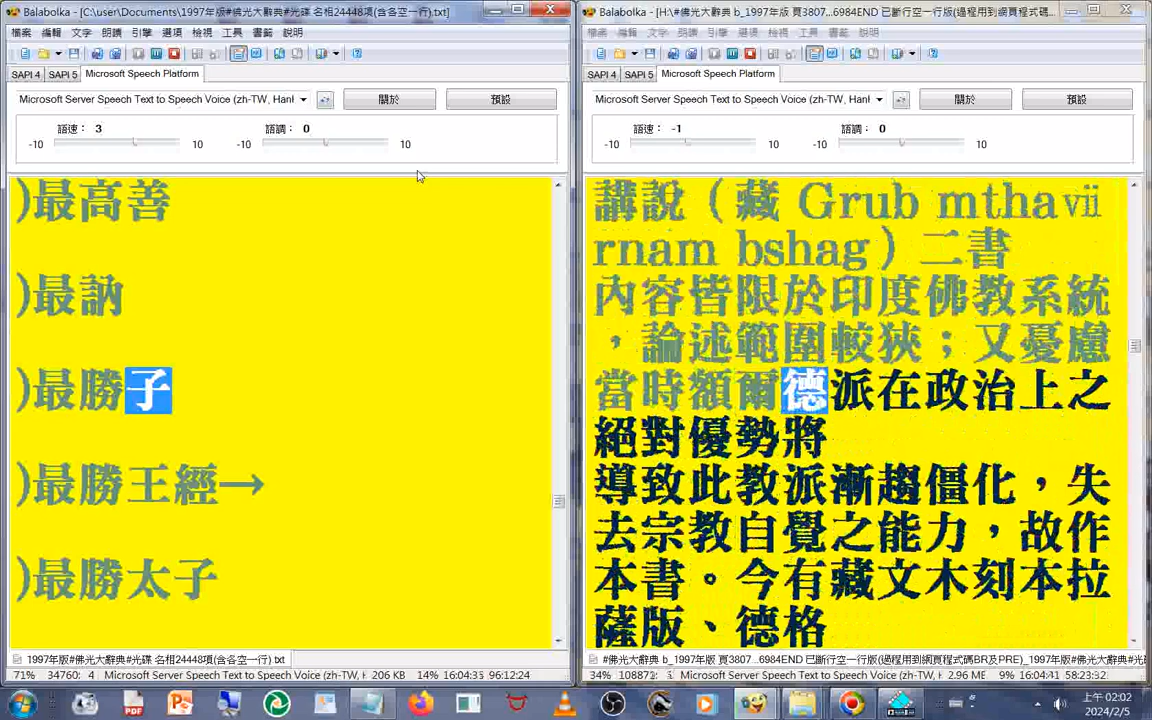 Balabolka - [C:\user\Documents\1997年版#佛光大辭典#光碟 名相24448項(含各空一行).txt]
檔案 編輯 文字 朗讀 引擎 選項 檢視 工具 書籤 說明
SAPI 4 SAPI 5 Microsoft Speech Platform
Microsoft Server Speech Text to Speech Voice (zh-TW, Hanl
關於 預設
語速： 3 語調： 0
-10 10 -10 10
)最高善
)最訥
)最勝子
)最勝王經→
)最勝太子
1997年版#佛光大辭典#光碟 名相24448項(含各空一行).txt
71% 34760: 4 Microsoft Server Speech Text to Speech Voice (zh-TW, H 206 KB 14% 16:04:35 96:12:24
Balabolka - [H:\#佛光大辭典 b_1997年版 頁3807...6984END 已斷行空一行版(過程用到網頁程式碼
檔案 編輯 文字 朗讀 引擎 選項 檢視 工具 書籤 說明
SAPI 4 SAPI 5 Microsoft Speech Platform
Microsoft Server Speech Text to Speech Voice (zh-TW, Hanl
關於 預設
語速： -1 語調： 0
-10 10 -10 10
講說（藏 Grub mthaⅶ
rnam bshag）二書
內容皆限於印度佛教系統
，論述範圍較狹；又憂慮
當時額爾德派在政治上之
絕對優勢將
導致此教派漸趨僵化，失
去宗教自覺之能力，故作
本書。今有藏文木刻本拉
薩版、德格
#佛光大辭典 b_1997年版 頁3807...6984END 已斷行空一行版(過程用到網頁程式碼BR及PRE)_1997年版#佛光
34% 108872: Microsoft Server Speech Text to Speech Voice (zh-TW, H 2.96 ME 9% 16:04:41 58:23:32
上午 02:02
2024/2/5